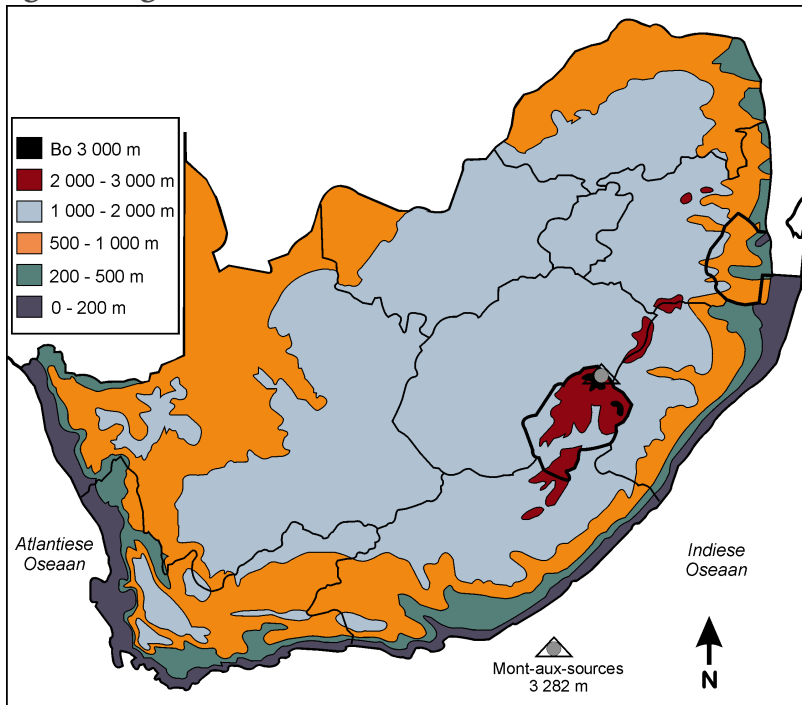 Bo 3 000 m
2 000 - 3 000 m
1 000 - 2 000 m
500 - 1 000 m
200 - 500 m
0 - 200 m
Atlantiese
Oseaan
Indiese
Oseaan
Mont-aux-sources
3 282 m
N